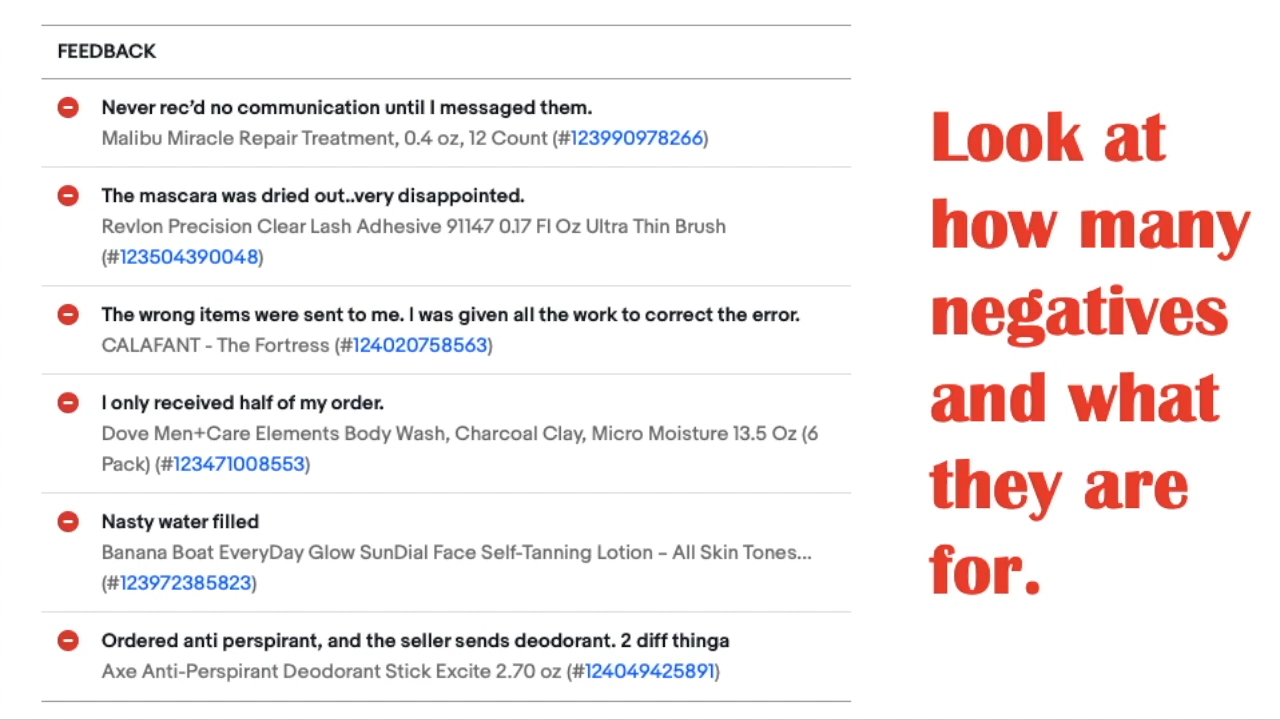 FEEDBACK
Never rec’d no communication until I messaged them.
Malibu Miracle Repair Treatment, 0.4 oz, 12 Count (#123990978266)
The mascara was dried out..very disappointed.
Revlon Precision Clear Lash Adhesive 91147 0.17 Fl Oz Ultra Thin Brush
(#123504390048)
The wrong items were sent to me. I was given all the work to correct the error.
CALAFANT - The Fortress (#124020758563)
I only received half of my order.
Dove Men+Care Elements Body Wash, Charcoal Clay, Micro Moisture 13.5 Oz (6
Pack) (#123471008553)
Nasty water filled
Banana Boat EveryDay Glow SunDial Face Self-Tanning Lotion – All Skin Tones...
(#123972385823)
Ordered anti perspirant, and the seller sends deodorant. 2 diff thinga
Axe Anti-Perspirant Deodorant Stick Excite 2.70 oz (#124049425891)
Look at
how many
negatives
and what
they are
for.